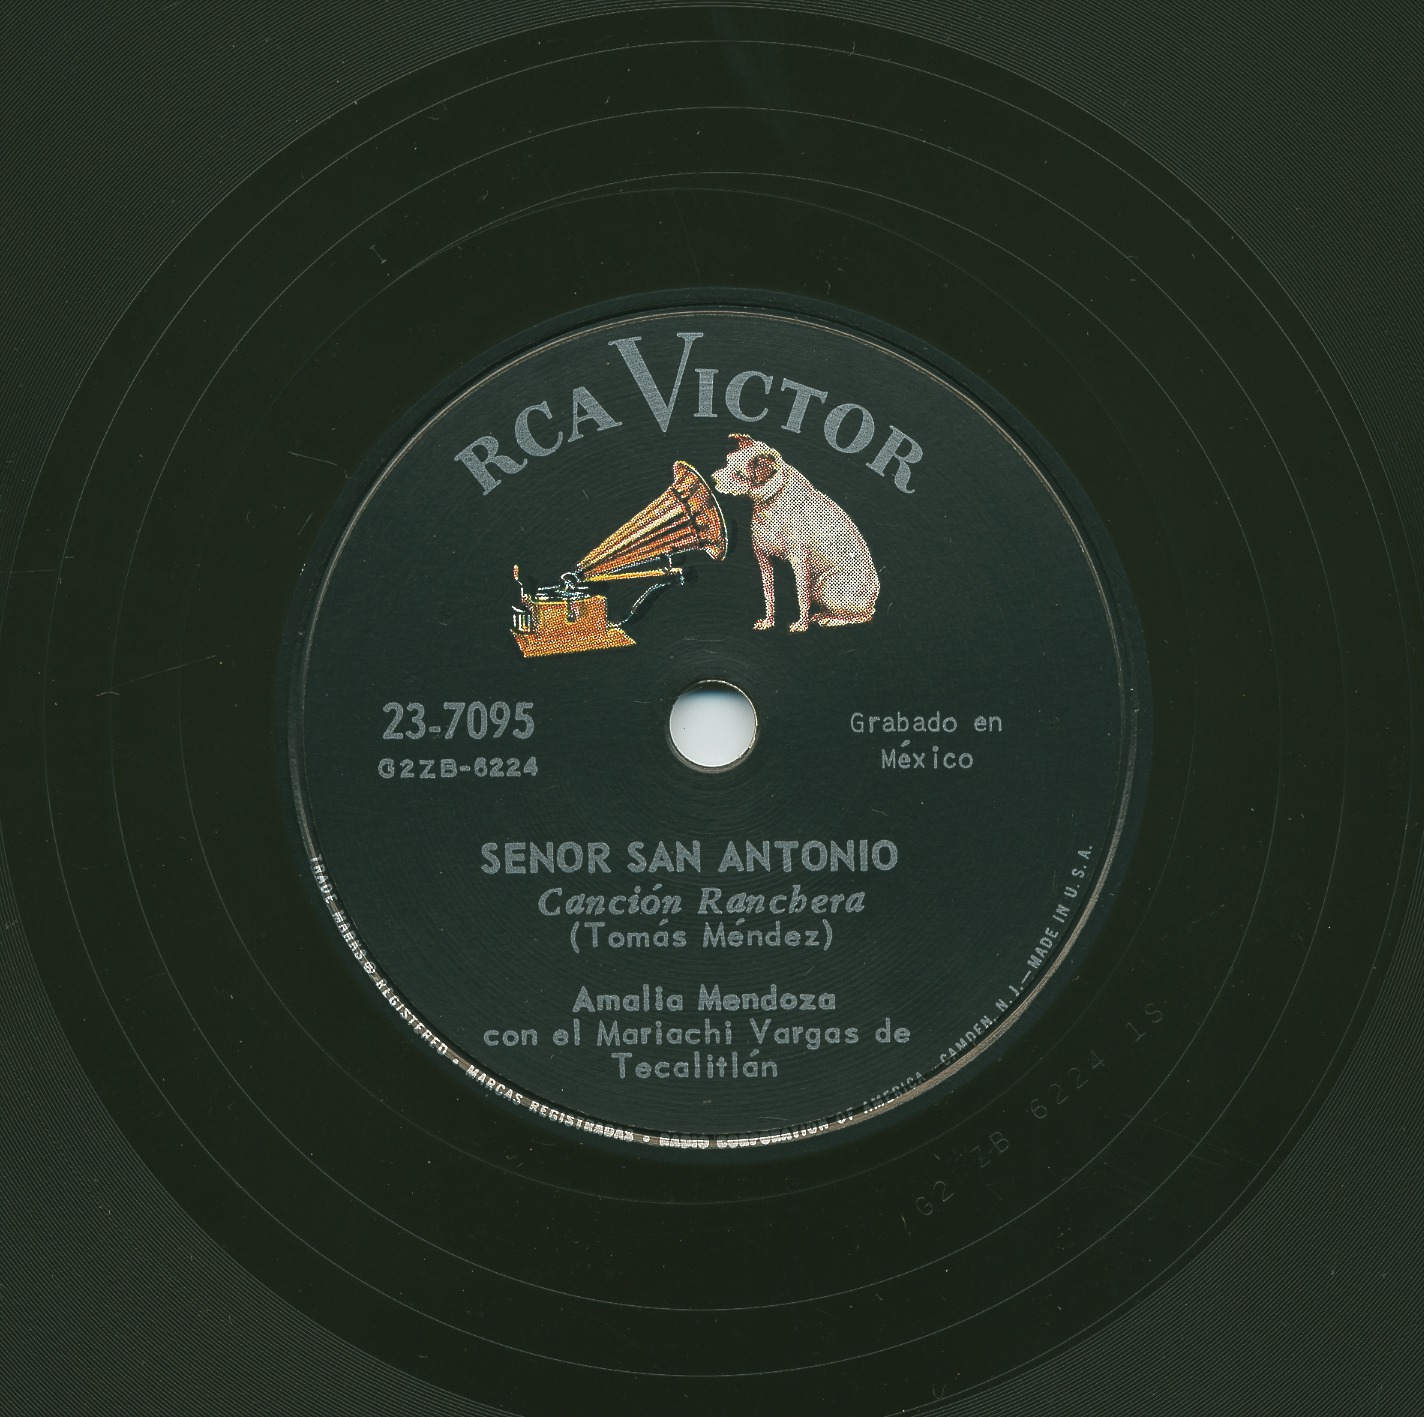 RCA VICTOR
23-7095
G2ZB-6224
Grabado en
México
SENOR SAN ANTONIO
Canción Ranchera
(Tomás Méndez)
Amalia Mendoza
con el Mariachi Vargas de
Tecalitlán
TRADE MARKS ® REGISTERED • MARCAS REGISTRADAS • RADIO CORPORATION OF AMERICA, CAMDEN, N. J.—MADE IN U. S. A.
G2 ZB 6224 1S
I